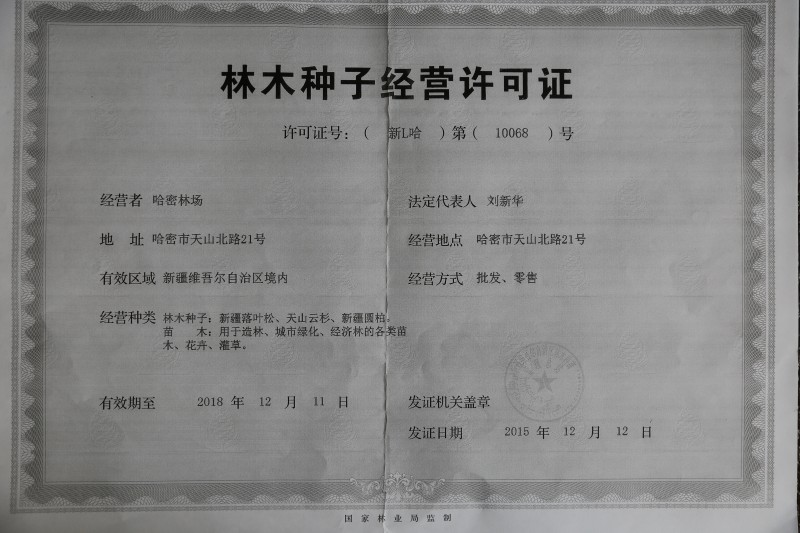 林木种子经营许可证
许可证号：（ 新L哈 ）第（ 10068 ）号
经营者 哈密林场
法定代表人 刘新华
地 址 哈密市天山北路21号
经营地点 哈密市天山北路21号
有效区域 新疆维吾尔自治区境内
经营方式 批发、零售
经营种类 林木种子：新疆落叶松、天山云杉、新疆圆柏。
苗 木：用于造林、城市绿化、经济林的各类苗
木、花卉、灌草。
有效期至 2018 年 12 月 11 日
发证机关盖章
发证日期 2015 年 12 月 12 日
国家林业局监制